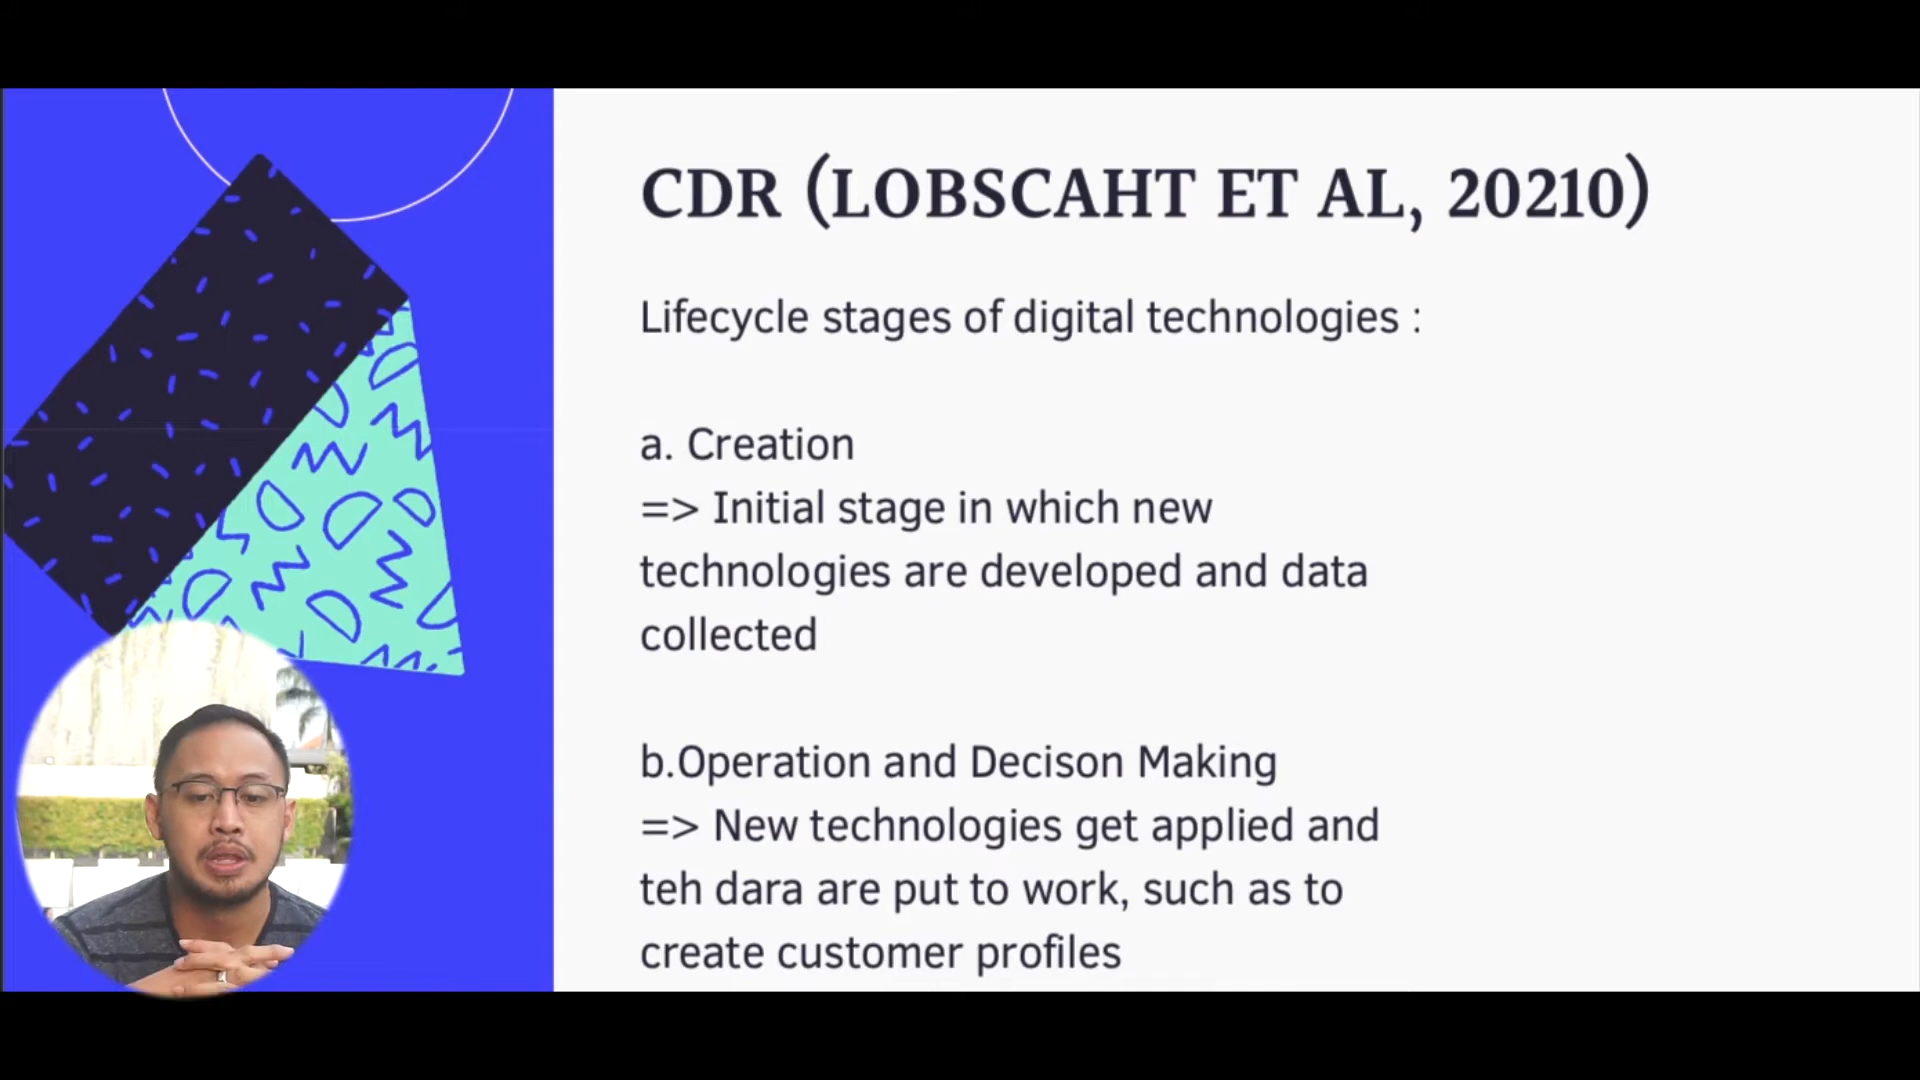 CDR (LOBSCAHT ET AL, 20210)
Lifecycle stages of digital technologies :
a. Creation
=> Initial stage in which new
technologies are developed and data
collected
b.Operation and Decison Making
=> New technologies get applied and
teh dara are put to work, such as to
create customer profiles